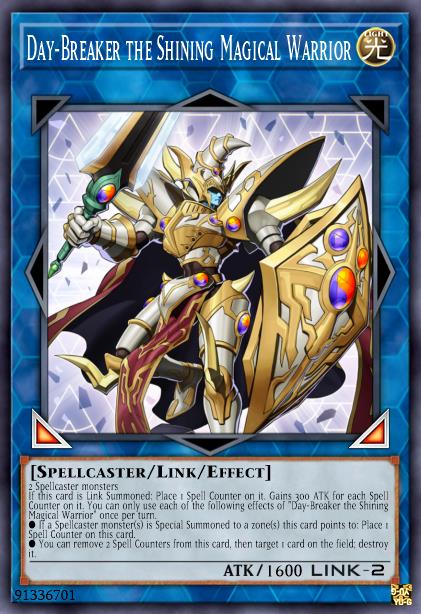 Day-Breaker the Shining Magical Warrior
LIGHT
光
[Spellcaster/Link/Effect]
2 Spellcaster monsters
If this card is Link Summoned: Place 1 Spell Counter on it. Gains 300 ATK for each Spell
Counter on it. You can only use each of the following effects of "Day-Breaker the Shining
Magical Warrior" once per turn.
● If a Spellcaster monster(s) is Special Summoned to a zone(s) this card points to: Place 1
Spell Counter on this card.
● You can remove 2 Spell Counters from this card, then target 1 card on the field; destroy
it.
ATK/1600 LINK-2
91336701